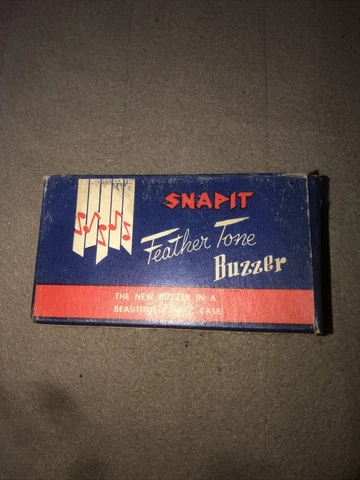 SNAPIT
Feather Tone
Buzzer
THE NEW BUZZER IN A
BEAUTIFUL CASE